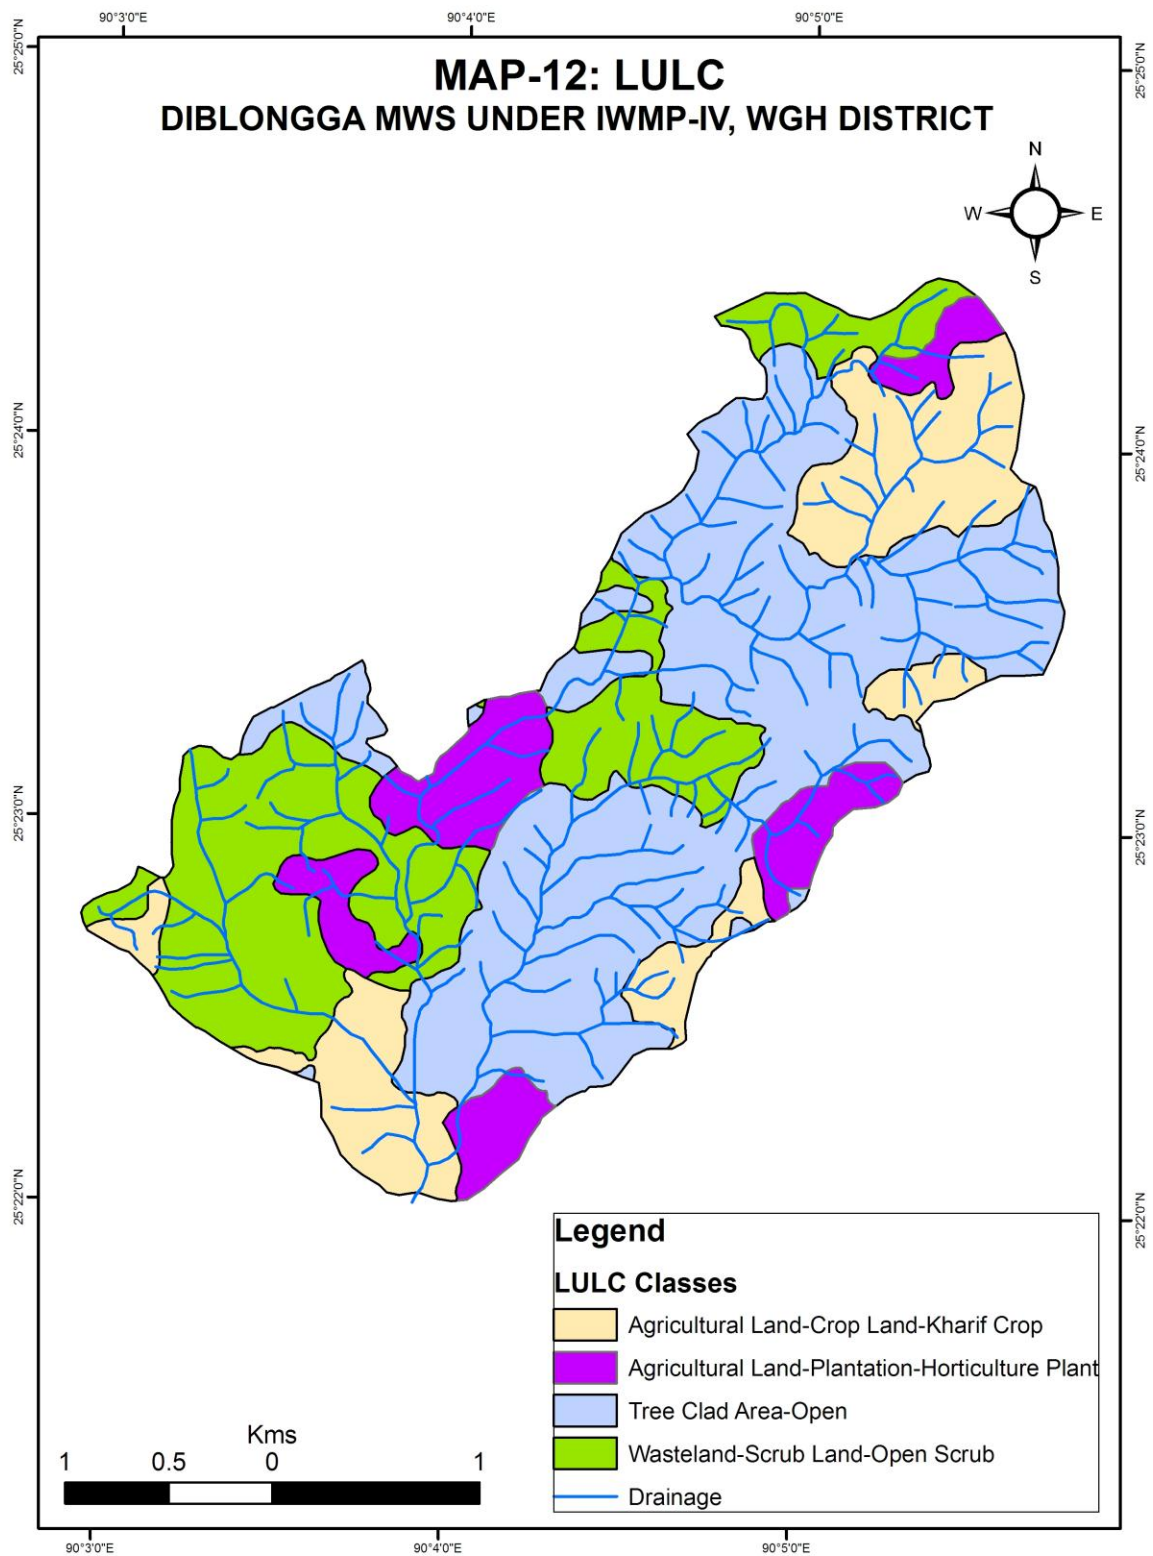 90°3'0"E 90°4'0"E 90°5'0"E
25°25'0"N 25°25'0"N
MAP-12: LULC
DIBLONGGA MWS UNDER IWMP-IV, WGH DISTRICT
N
W E
S
25°24'0"N 25°24'0"N
25°23'0"N 25°23'0"N
25°22'0"N 25°22'0"N
Legend
LULC Classes
Agricultural Land-Crop Land-Kharif Crop
Agricultural Land-Plantation-Horticulture Plant
Tree Clad Area-Open
Wasteland-Scrub Land-Open Scrub
Drainage
Kms
1 0.5 0 1
90°3'0"E 90°4'0"E 90°5'0"E